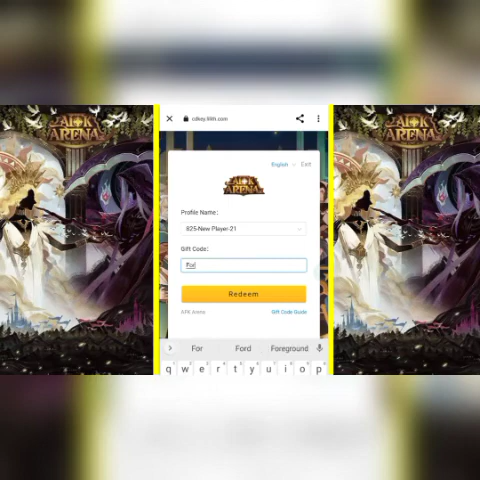 AFK
ARENA
cdkey.lilith.com
English
Exit
AFK
ARENA
Profile Name:
825-New Player-21
Gift Code:
For
Redeem
AFK Arena
Gift Code Guide
For Ford Foreground
q w e r t y u i o p
AFK
ARENA